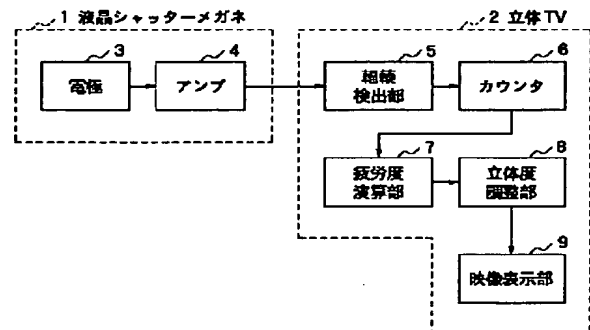 1 液晶シャッターメガネ
2 立体TV
3
電極
4
アンプ
5
輻輳
検出部
6
カウンタ
7
疲労度
演算部
8
立体度
調整部
9
映像表示部